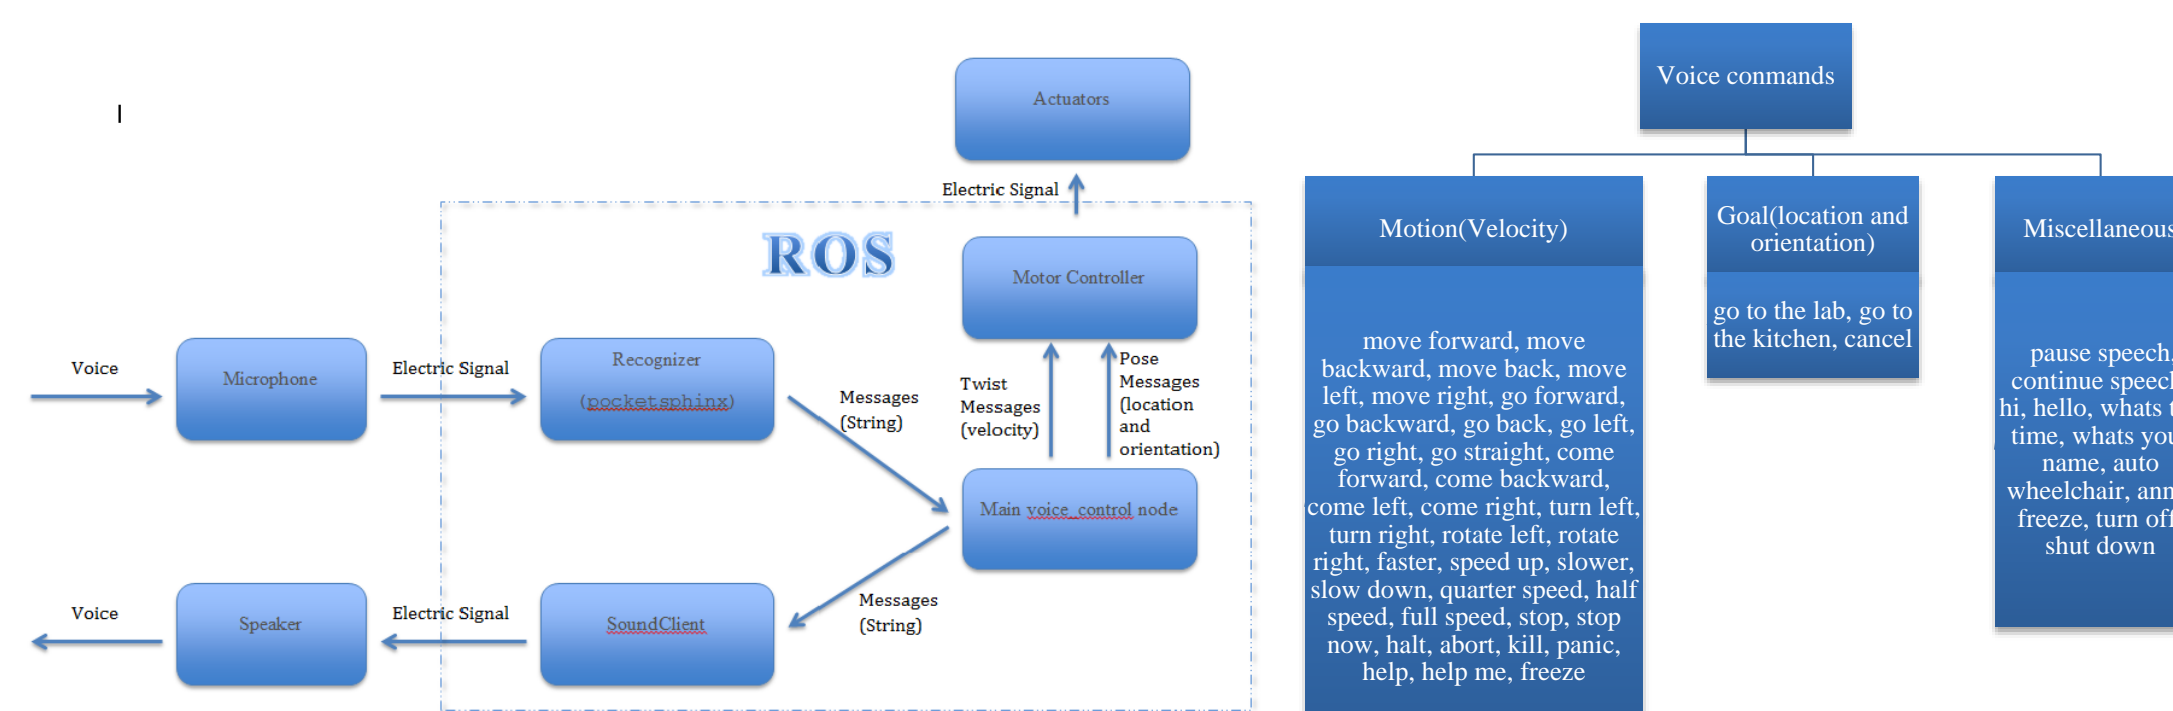 Actuators
Electric Signal
ROS
Motor Controller
Voice
Microphone
Electric Signal
Recognizer
(pocketsphinx)
Messages
(String)
Twist
Messages
(velocity)
Pose
Messages
(location
and
orientation)
Main voice_control node
Messages
(String)
Voice
Speaker
Electric Signal
SoundClient
Voice conmands
Motion(Velocity)
move forward, move
backward, move back, move
left, move right, go forward,
go backward, go back, go left,
go right, go straight, come
forward, come backward,
come left, come right, turn left,
turn right, rotate left, rotate
right, faster, speed up, slower,
slow down, quarter speed, half
speed, full speed, stop, stop
now, halt, abort, kill, panic,
help, help me, freeze
Goal(location and
orientation)
go to the lab, go to
the kitchen, cancel
Miscellaneous
pause speech,
continue speech
hi, hello, whats
time, whats
name, auto
wheelchair,
freeze, turn off
shut down